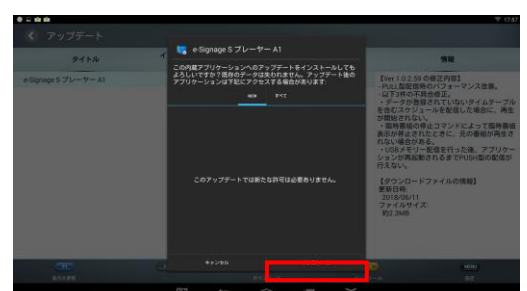 17:57
アップデート
タイトル
情報
e-Signage S プレーヤー A1
e-Signage S プレーヤー A1
この内蔵アプリケーションへのアップデートをインストールしても
よろしいですか？既存のデータは失われません。アップデート後の
アプリケーションは下記にアクセスする場合があります:
NEW すべて
このアップデートでは新たな許可は必要ありません。
キャンセル
【Ver 1.0.2.59 の修正内容】
・PULL型配信時のパフォーマンス改善。
・以下3件の不具合修正。
・データが登録されていないタイムテーブル
を含むスケジュールを配信した場合に、再生
が開始されない。
・臨時番組の停止コマンドによって臨時番組
表示が停止されたときに、元の番組が再生さ
れない場合がある。
・USBメモリー配信を行った後、アプリケー
ションが再起動されるまでPUSH型の配信が
行えない。
【ダウンロードファイルの情報】
更新日時:
2018/06/11
ファイルサイズ:
約2.3MB
MENU